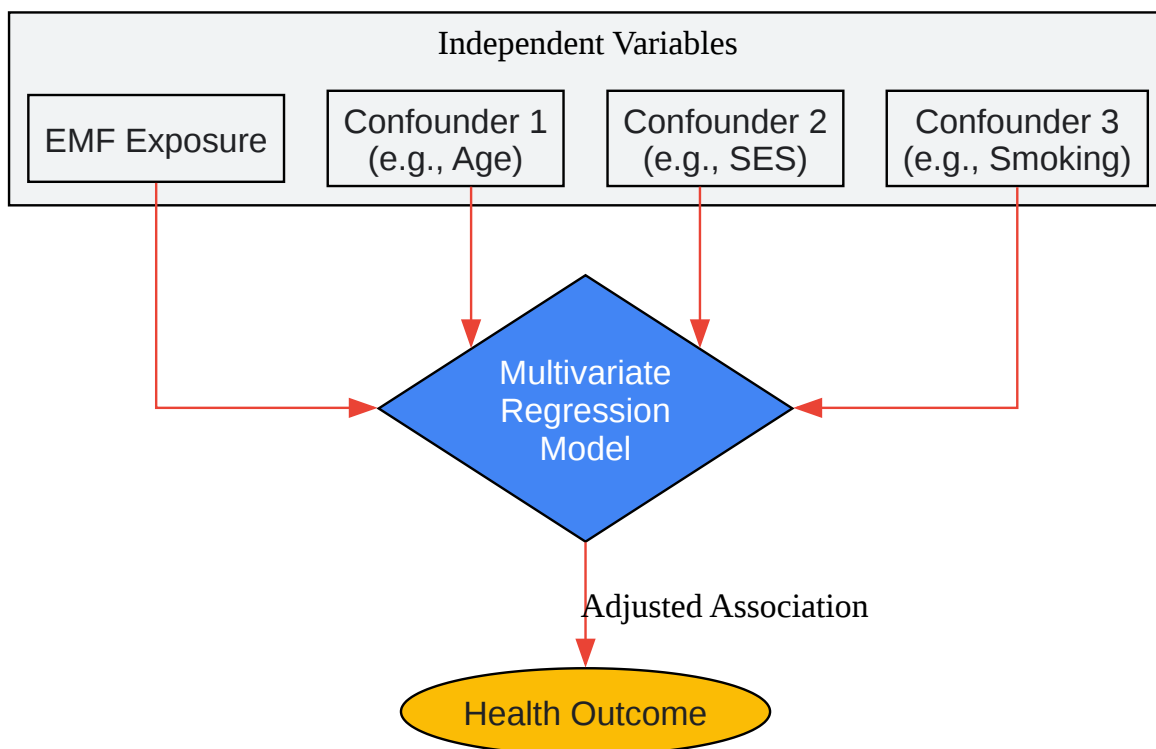 Independent Variables
EMF Exposure
Confounder 1
(e.g., Age)
Confounder 2
(e.g., SES)
Confounder 3
(e.g., Smoking)
Multivariate
Regression
Model
Adjusted Association
Health Outcome